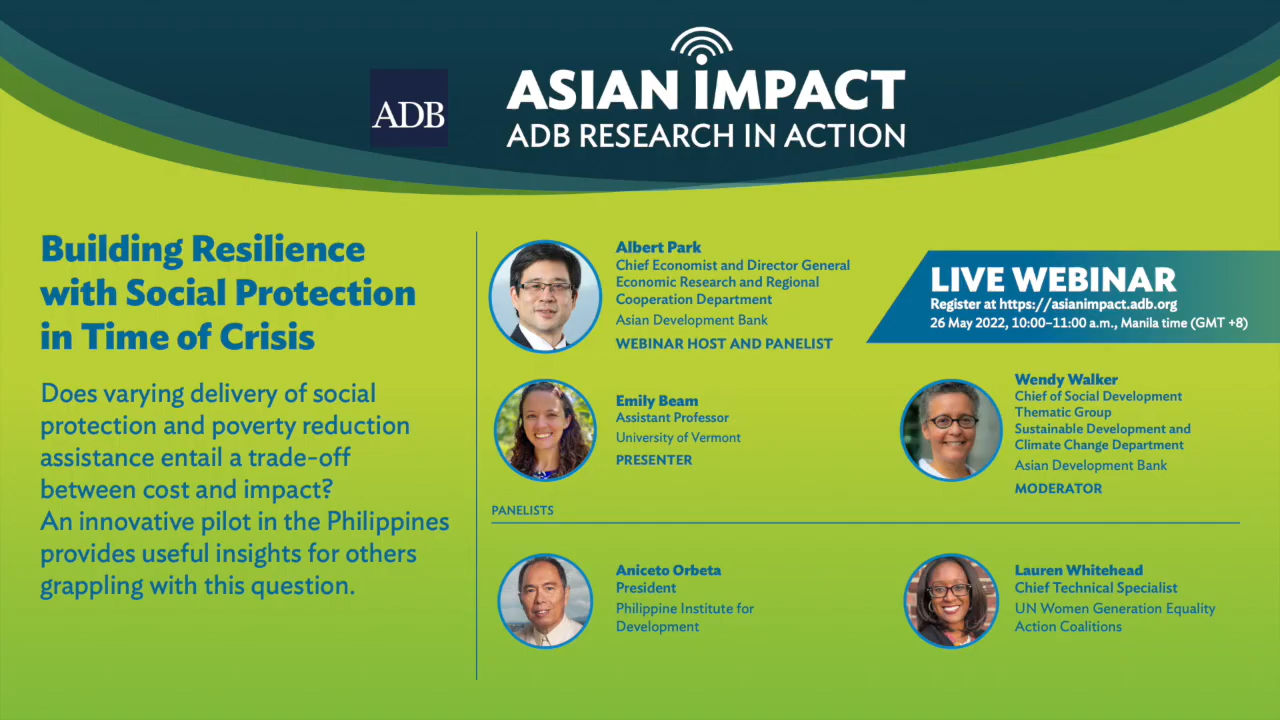 ADB
ASIAN IMPACT
ADB RESEARCH IN ACTION
Building Resilience
with Social Protection
in Time of Crisis
Does varying delivery of social
protection and poverty reduction
assistance entail a trade-off
between cost and impact?
An innovative pilot in the Philippines
provides useful insights for others
grappling with this question.
Albert Park
Chief Economist and Director General
Economic Research and Regional
Cooperation Department
Asian Development Bank
WEBINAR HOST AND PANELIST
LIVE WEBINAR
Register at https://asianimpact.adb.org
26 May 2022, 10:00–11:00 a.m., Manila time (GMT +8)
Emily Beam
Assistant Professor
University of Vermont
PRESENTER
Wendy Walker
Chief of Social Development
Thematic Group
Sustainable Development and
Climate Change Department
Asian Development Bank
MODERATOR
PANELISTS
Aniceto Orbeta
President
Philippine Institute for
Development
Lauren Whitehead
Chief Technical Specialist
UN Women Generation Equality
Action Coalitions